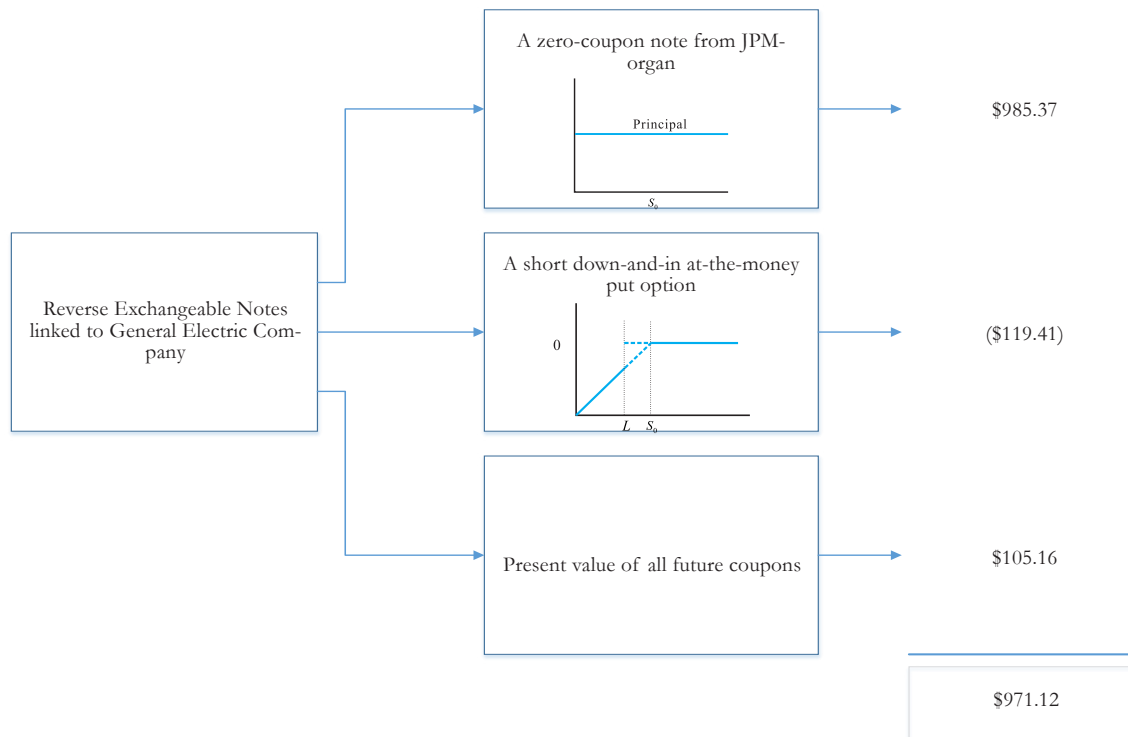 A zero-coupon note from JPM-
organ
Principal
S₀
$985.37
Reverse Exchangeable Notes
linked to General Electric Com-
pany
A short down-and-in at-the-money
put option
0
L S₀
($119.41)
Present value of all future coupons
$105.16
$971.12